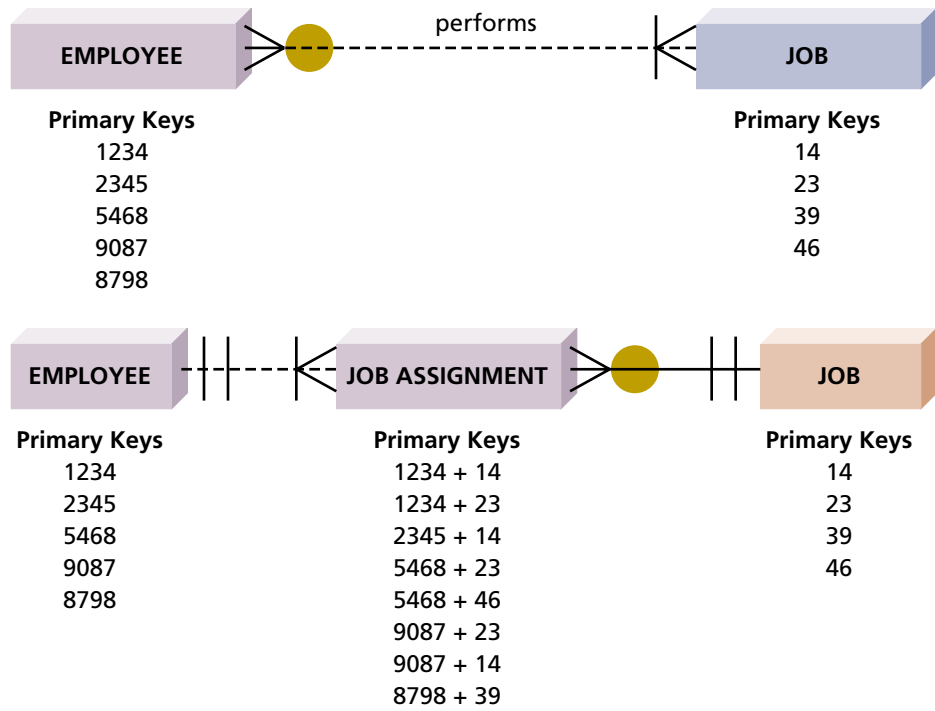 performs
EMPLOYEE
JOB
Primary Keys
1234
2345
5468
9087
8798
Primary Keys
14
23
39
46
EMPLOYEE
JOB ASSIGNMENT
JOB
Primary Keys
1234
2345
5468
9087
8798
Primary Keys
1234 + 14
1234 + 23
2345 + 14
5468 + 23
5468 + 46
9087 + 23
9087 + 14
8798 + 39
Primary Keys
14
23
39
46